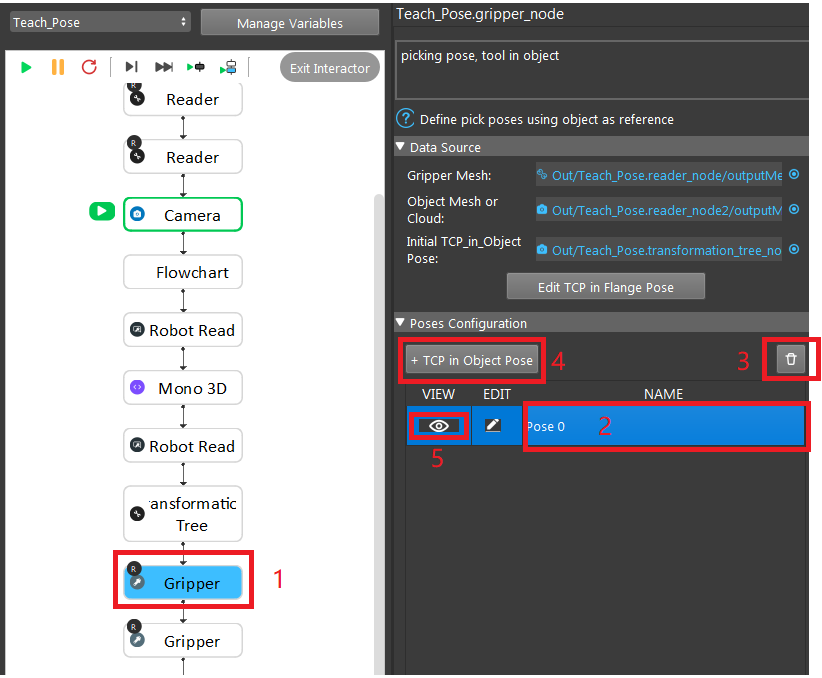 Teach_Pose
Manage Variables
Exit Interactor
R
Reader
R
Reader
Camera
Flowchart
Robot Read
Mono 3D
Robot Read
ansformatic
Tree
R
Gripper
1
R
Gripper
Teach_Pose.gripper_node
picking pose, tool in object
? Define pick poses using object as reference
Data Source
Gripper Mesh:
Out/Teach_Pose.reader_node/outputMe
Object Mesh or
Cloud:
Out/Teach_Pose.reader_node2/outputM
Initial TCP_in_Object
Pose:
Out/Teach_Pose.transformation_tree_no
Edit TCP in Flange Pose
Poses Configuration
+ TCP in Object Pose
4
3
VIEW
EDIT
NAME
Pose 0
2
5